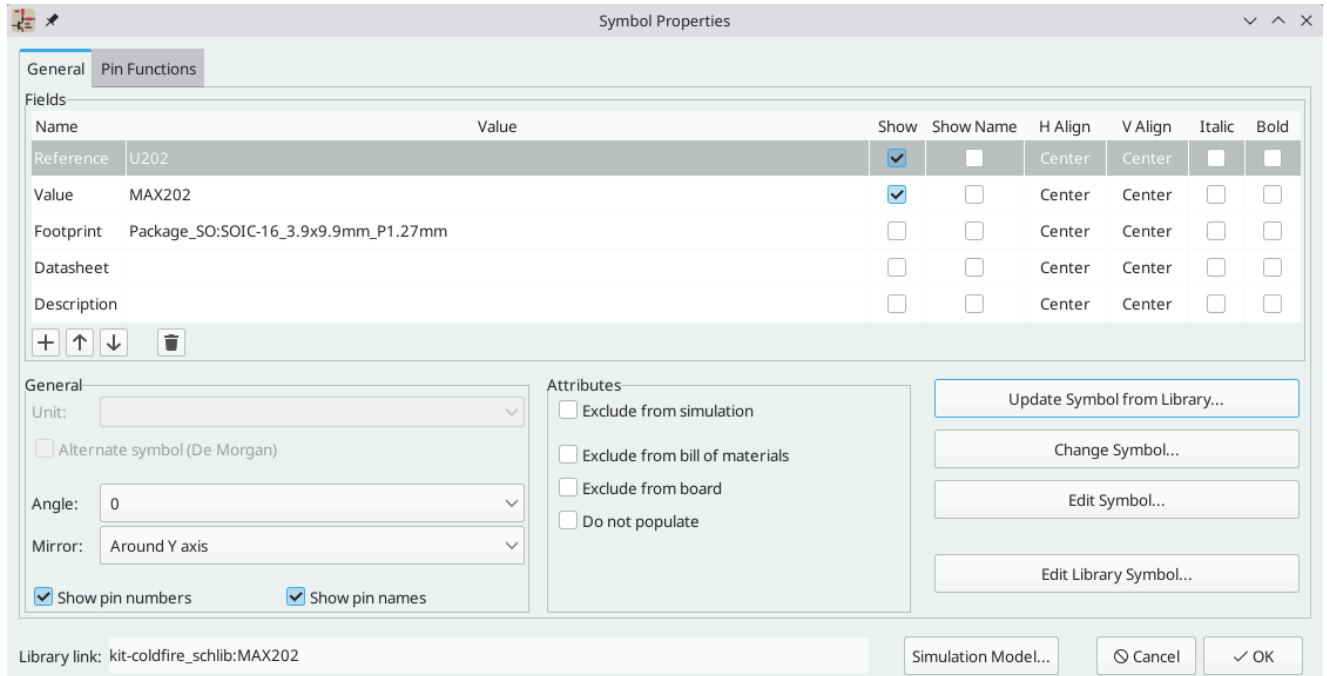 Symbol Properties
General Pin Functions
Fields
Name Value Show Show Name H Align V Align Italic Bold
Reference U202 Center Center
Value MAX202 Center Center
Footprint Package_SO:SOIC-16_3.9x9.9mm_P1.27mm Center Center
Datasheet Center Center
Description Center Center
General
Unit:
Alternate symbol (De Morgan)
Angle: 0
Mirror: Around Y axis
Show pin numbers Show pin names
Attributes
Exclude from simulation
Exclude from bill of materials
Exclude from board
Do not populate
Update Symbol from Library...
Change Symbol...
Edit Symbol...
Edit Library Symbol...
Library link: kit-coldfire_schlib:MAX202 Simulation Model... Cancel OK